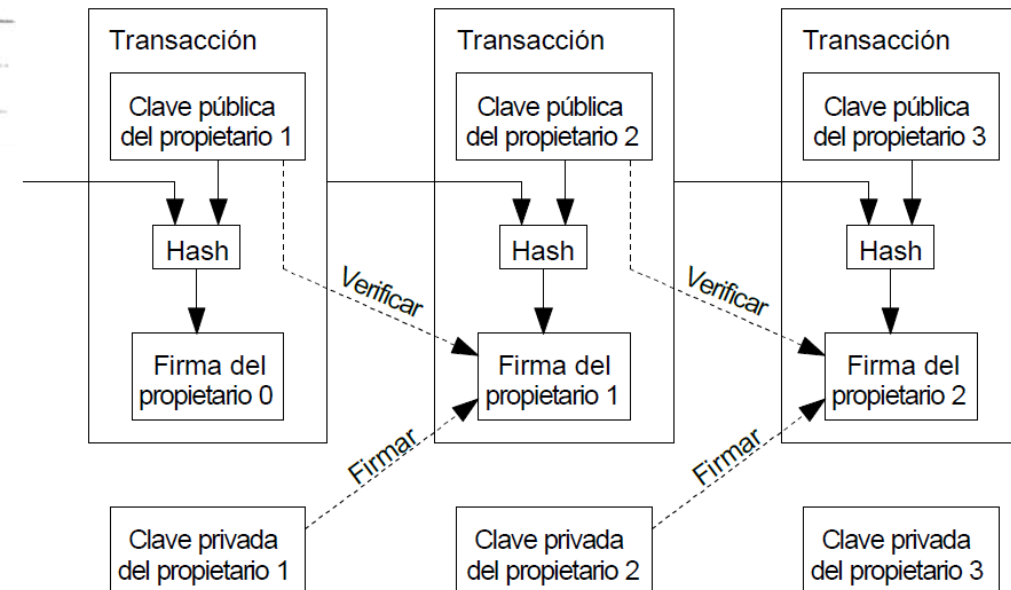 Transacción
Clave pública
del propietario 1
Hash
Firma del
propietario 0
Transacción
Clave pública
del propietario 2
Hash
Verificar
Firma del
propietario 1
Firmar
Transacción
Clave pública
del propietario 3
Hash
Verificar
Firma del
propietario 2
Firmar
Clave privada
del propietario 1
Clave privada
del propietario 2
Clave privada
del propietario 3